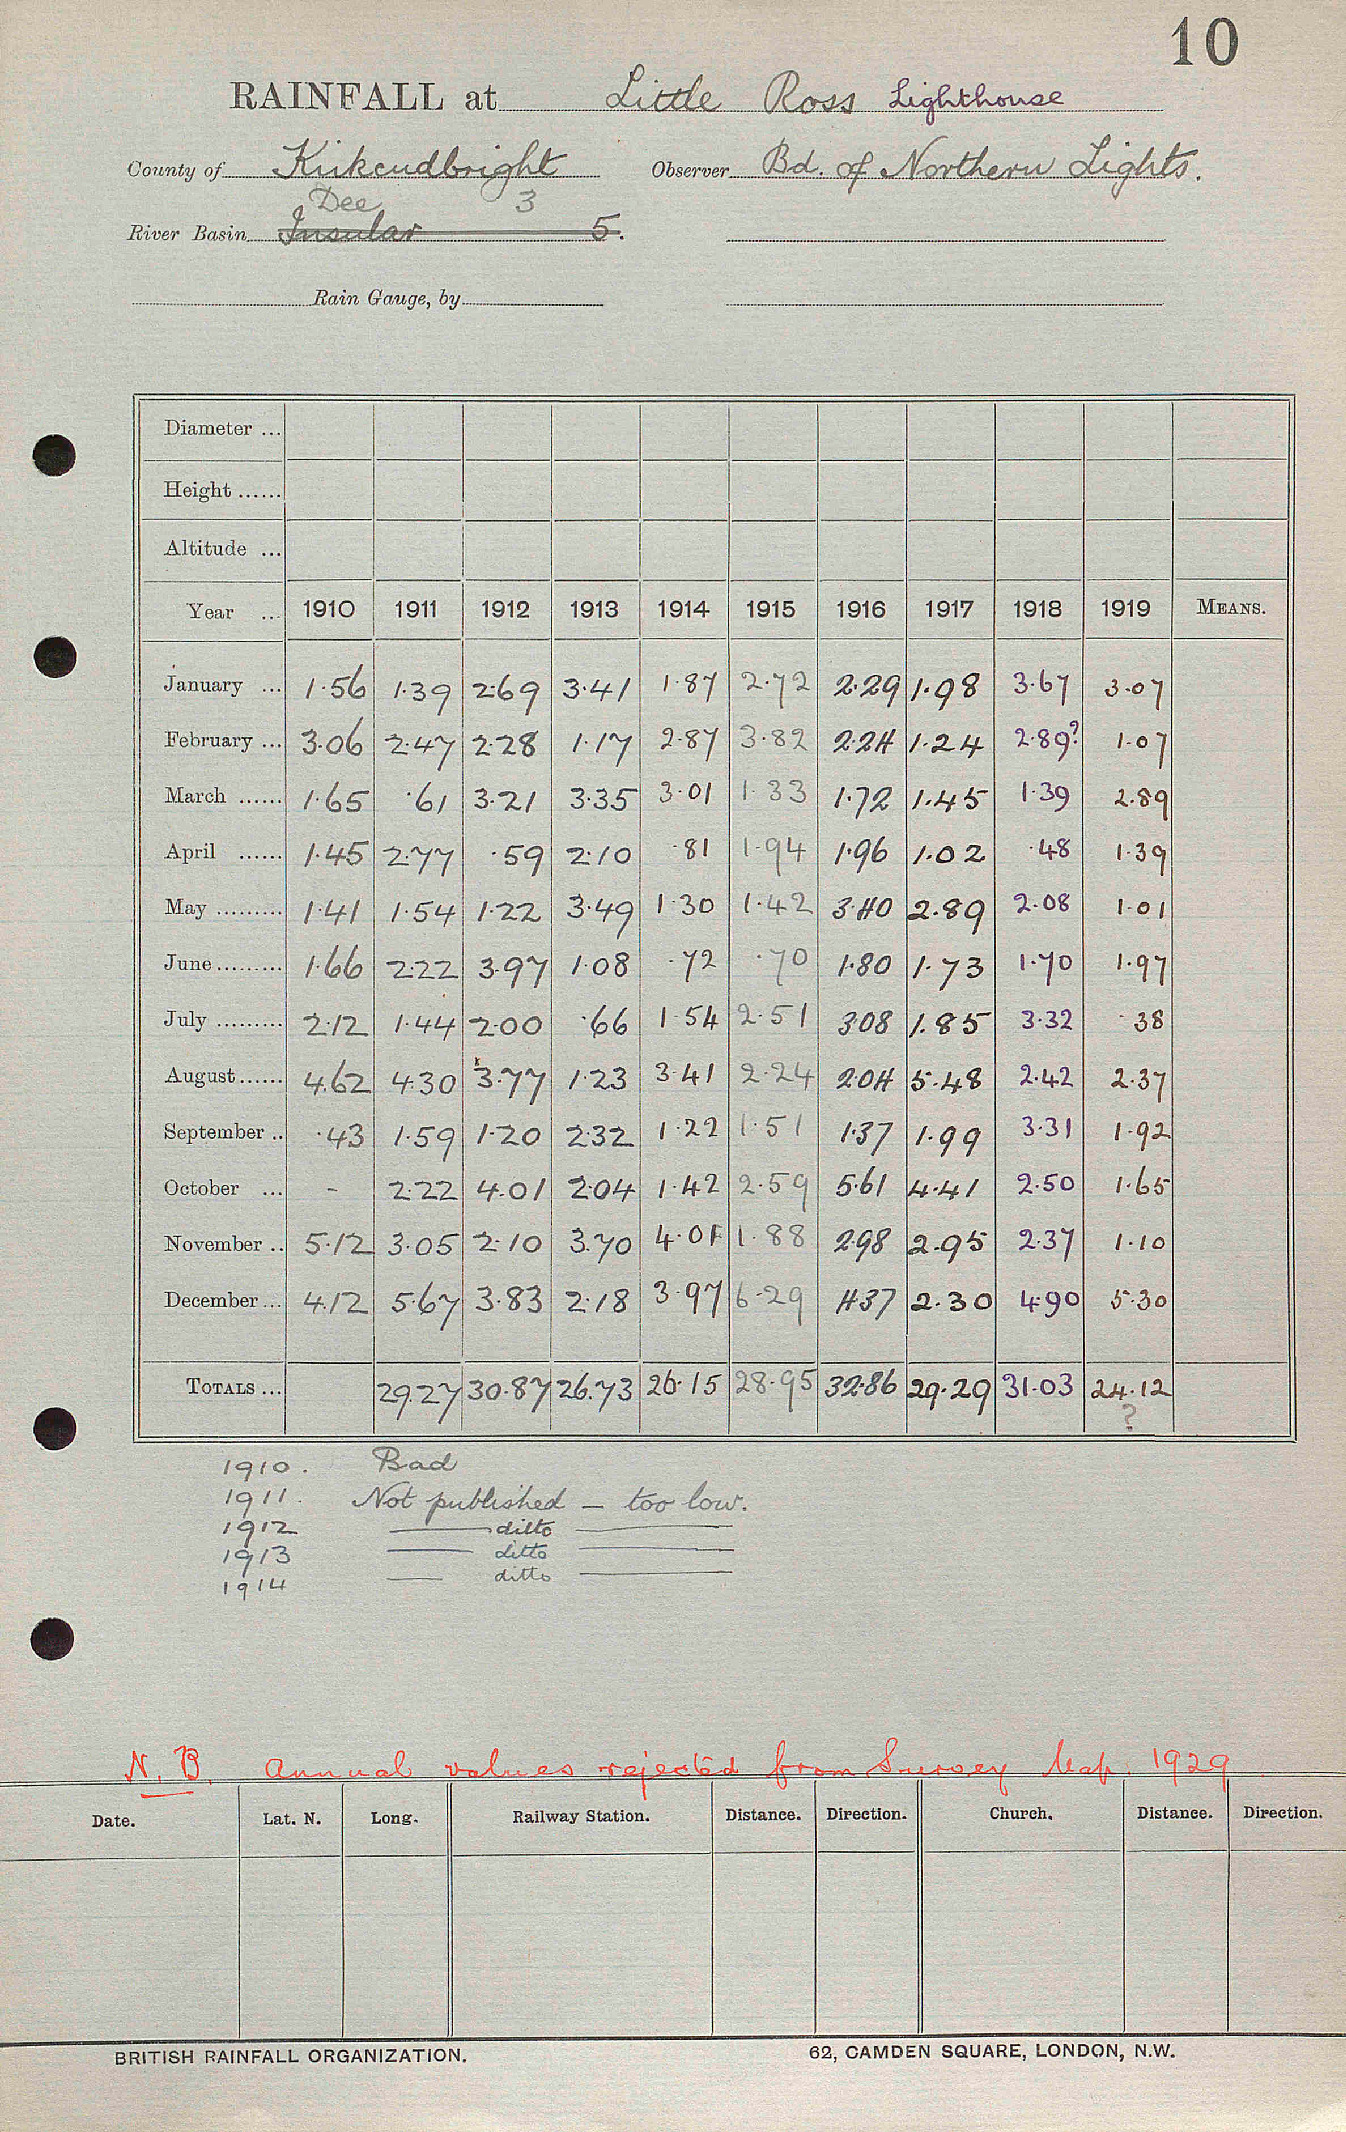 10
RAINFALL at Little Ross Lighthouse
County of Kirkcudbright Observer Bd. of Northern Lights.
Dee 3
River Basin Insular 5.
Rain Gauge, by
Diameter ...
Height ......
Altitude ...
Year ... 1910 1911 1912 1913 1914 1915 1916 1917 1918 1919 MEANS.
January ... 1·56 1·39 2·69 3·41 1·87 2·72 2·29 1·98 3·67 3·07
February ... 3·06 2·47 2·28 1·17 2·87 3·82 2·24 1·24 2·89? 1·07
March ...... 1·65 ·61 3·21 3·35 3·01 1·33 1·72 1·45 1·39 2·89
April ...... 1·45 2·77 ·59 2·10 ·81 1·94 1·96 1·02 ·48 1·39
May ......... 1·41 1·54 1·22 3·49 1·30 1·42 3·40 2·89 2·08 1·01
June......... 1·66 2·22 3·97 1·08 ·72 ·70 1·80 1·73 1·70 1·97
July ......... 2·12 1·44 2·00 ·66 1·54 2·51 3·08 1·85 3·32 ·38
August...... 4·62 4·30 3·77 1·23 3·41 2·24 2·04 5·48 2·42 2·37
September .. ·43 1·59 1·20 2·32 1·22 1·51 1·37 1·99 3·31 1·92
October ... - 2·22 4·01 2·04 1·42 2·59 5·61 4·41 2·50 1·65
November .. 5·12 3·05 2·10 3·70 4·01 1·88 2·98 2·95 2·37 1·10
December ... 4·12 5·67 3·83 2·18 3·97 6·29 4·37 2·30 4·90 5·30
TOTALS ... 29·27 30·87 26·73 26·15 28·95 32·86 29·29 31·03 24·12
?
1910. Bad
1911. Not published — too low.
1912 ditto
1913 ditto
1914 ditto
N.B. Annual values rejected from Survey Map. 1929
Date. Lat. N. Long. Railway Station. Distance. Direction. Church. Distance. Direction.
BRITISH RAINFALL ORGANIZATION. 62, CAMDEN SQUARE, LONDON, N.W.